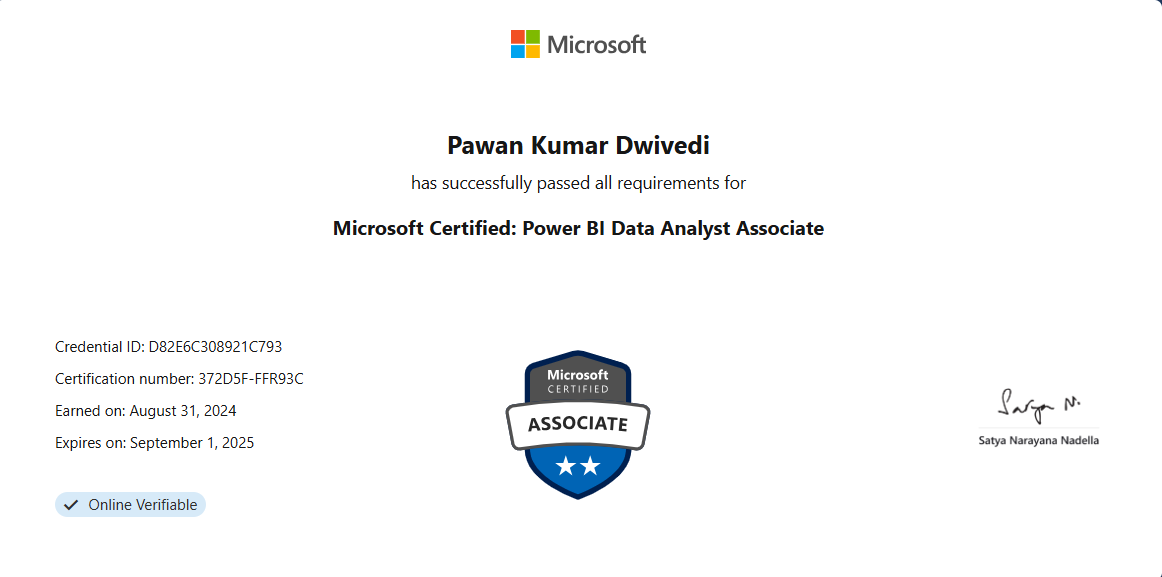 Microsoft
Pawan Kumar Dwivedi
has successfully passed all requirements for
Microsoft Certified: Power BI Data Analyst Associate
Credential ID: D82E6C308921C793
Certification number: 372D5F-FFR93C
Earned on: August 31, 2024
Expires on: September 1, 2025
Online Verifiable
Microsoft
CERTIFIED
ASSOCIATE
Satya N.
Satya Narayana Nadella